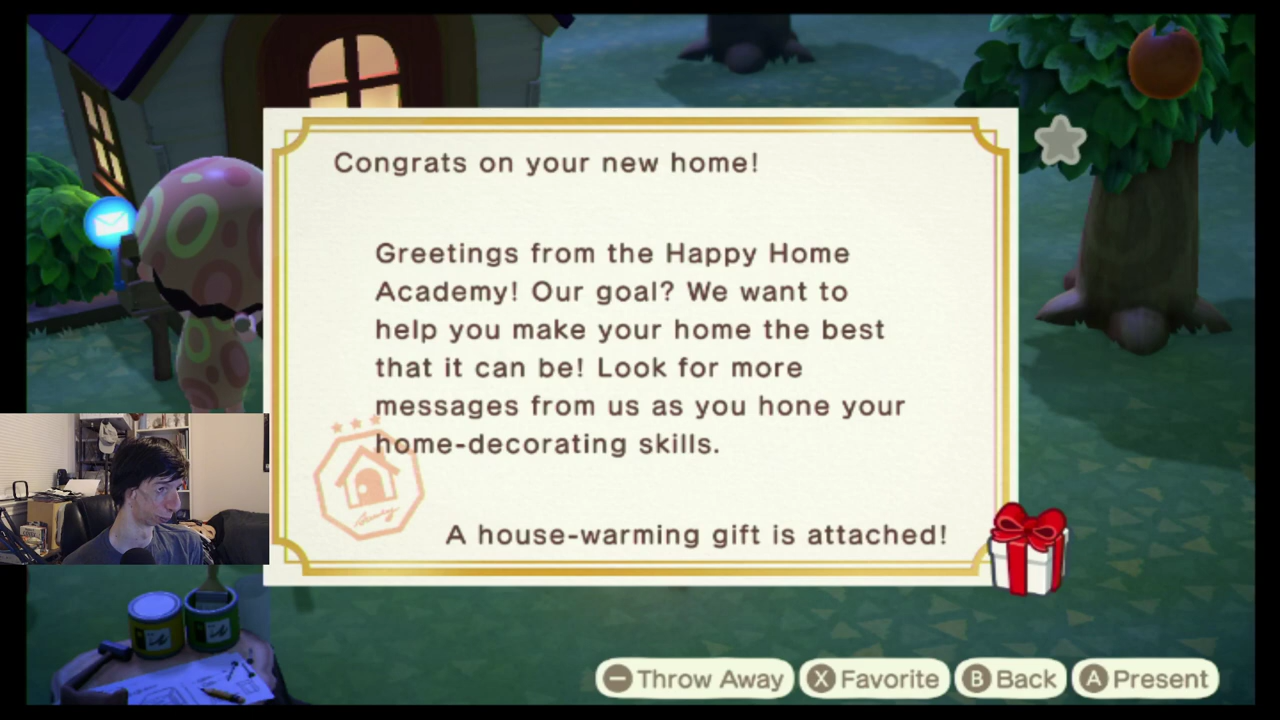 Congrats on your new home!
Greetings from the Happy Home
Academy! Our goal? We want to
help you make your home the best
that it can be! Look for more
messages from us as you hone your
home-decorating skills.
A house-warming gift is attached!
- Throw Away X Favorite B Back A Present